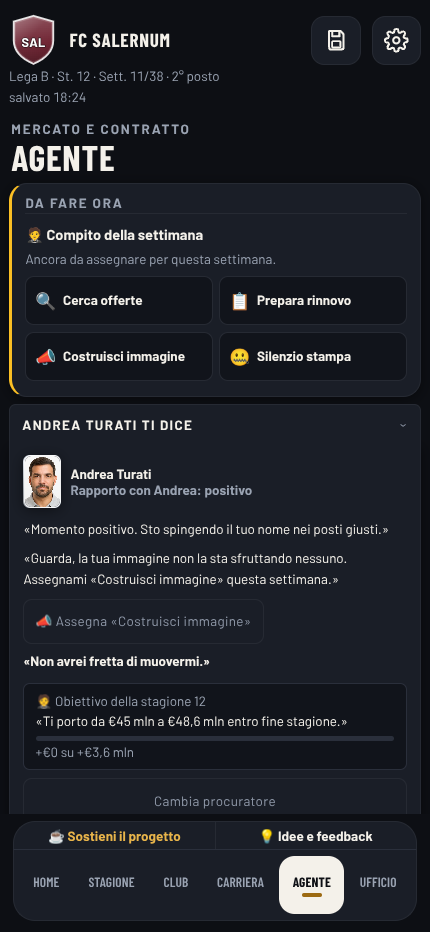 SAL
FC SALERNUM
Lega B · St. 12 · Sett. 11/38 · 2° posto
salvato 18:24
MERCATO E CONTRATTO
AGENTE
DA FARE ORA
Compito della settimana
Ancora da assegnare per questa settimana.
Cerca offerte
Prepara rinnovo
Costruisci immagine
Silenzio stampa
ANDREA TURATI TI DICE
Andrea Turati
Rapporto con Andrea: positivo
«Momento positivo. Sto spingendo il tuo nome nei posti giusti.»
«Guarda, la tua immagine non la sta sfruttando nessuno.
Assegnami «Costruisci immagine» questa settimana.»
Assegna «Costruisci immagine»
«Non avrei fretta di muovermi.»
Obiettivo della stagione 12
«Ti porto da €45 mln a €48,6 mln entro fine stagione.»
+€0 su +€3,6 mln
Cambia procuratore
Sostieni il progetto
Idee e feedback
HOME
STAGIONE
CLUB
CARRIERA
AGENTE
UFFICIO